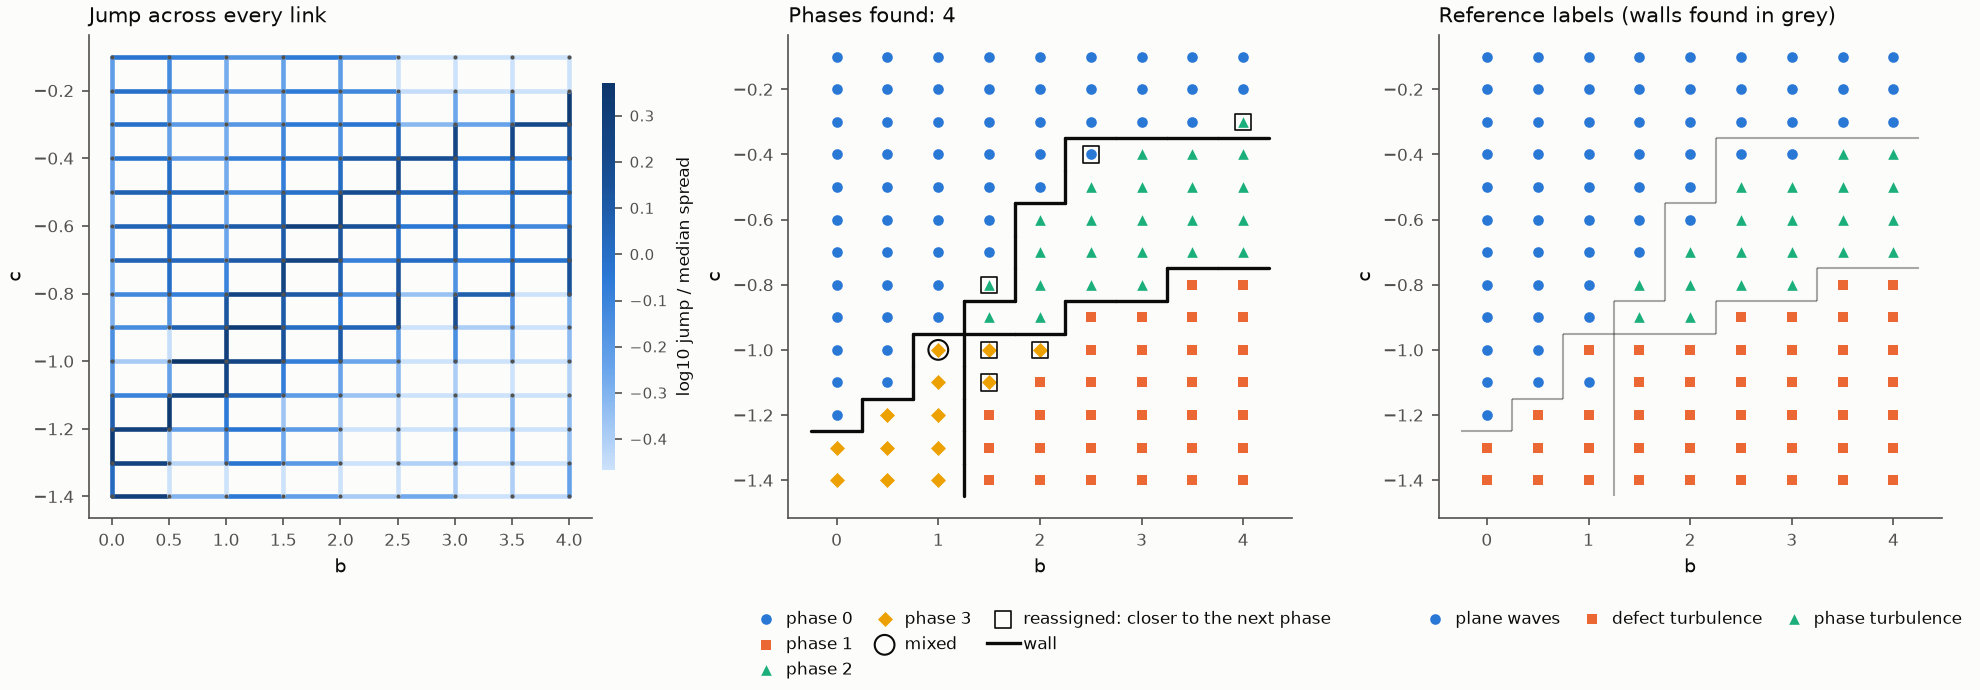 Jump across every link
−0.2
−0.4
−0.6
−0.8
−1.0
−1.2
−1.4
c
0.0 0.5 1.0 1.5 2.0 2.5 3.0 3.5 4.0
b
0.3
0.2
0.1
0.0
−0.1
−0.2
−0.3
−0.4
log10 jump / median spread
Phases found: 4
−0.2
−0.4
−0.6
−0.8
−1.0
−1.2
−1.4
c
0 1 2 3 4
b
phase 0
phase 1
phase 2
phase 3
mixed
reassigned: closer to the next phase
wall
Reference labels (walls found in grey)
−0.2
−0.4
−0.6
−0.8
−1.0
−1.2
−1.4
c
0 1 2 3 4
b
plane waves defect turbulence phase turbulence